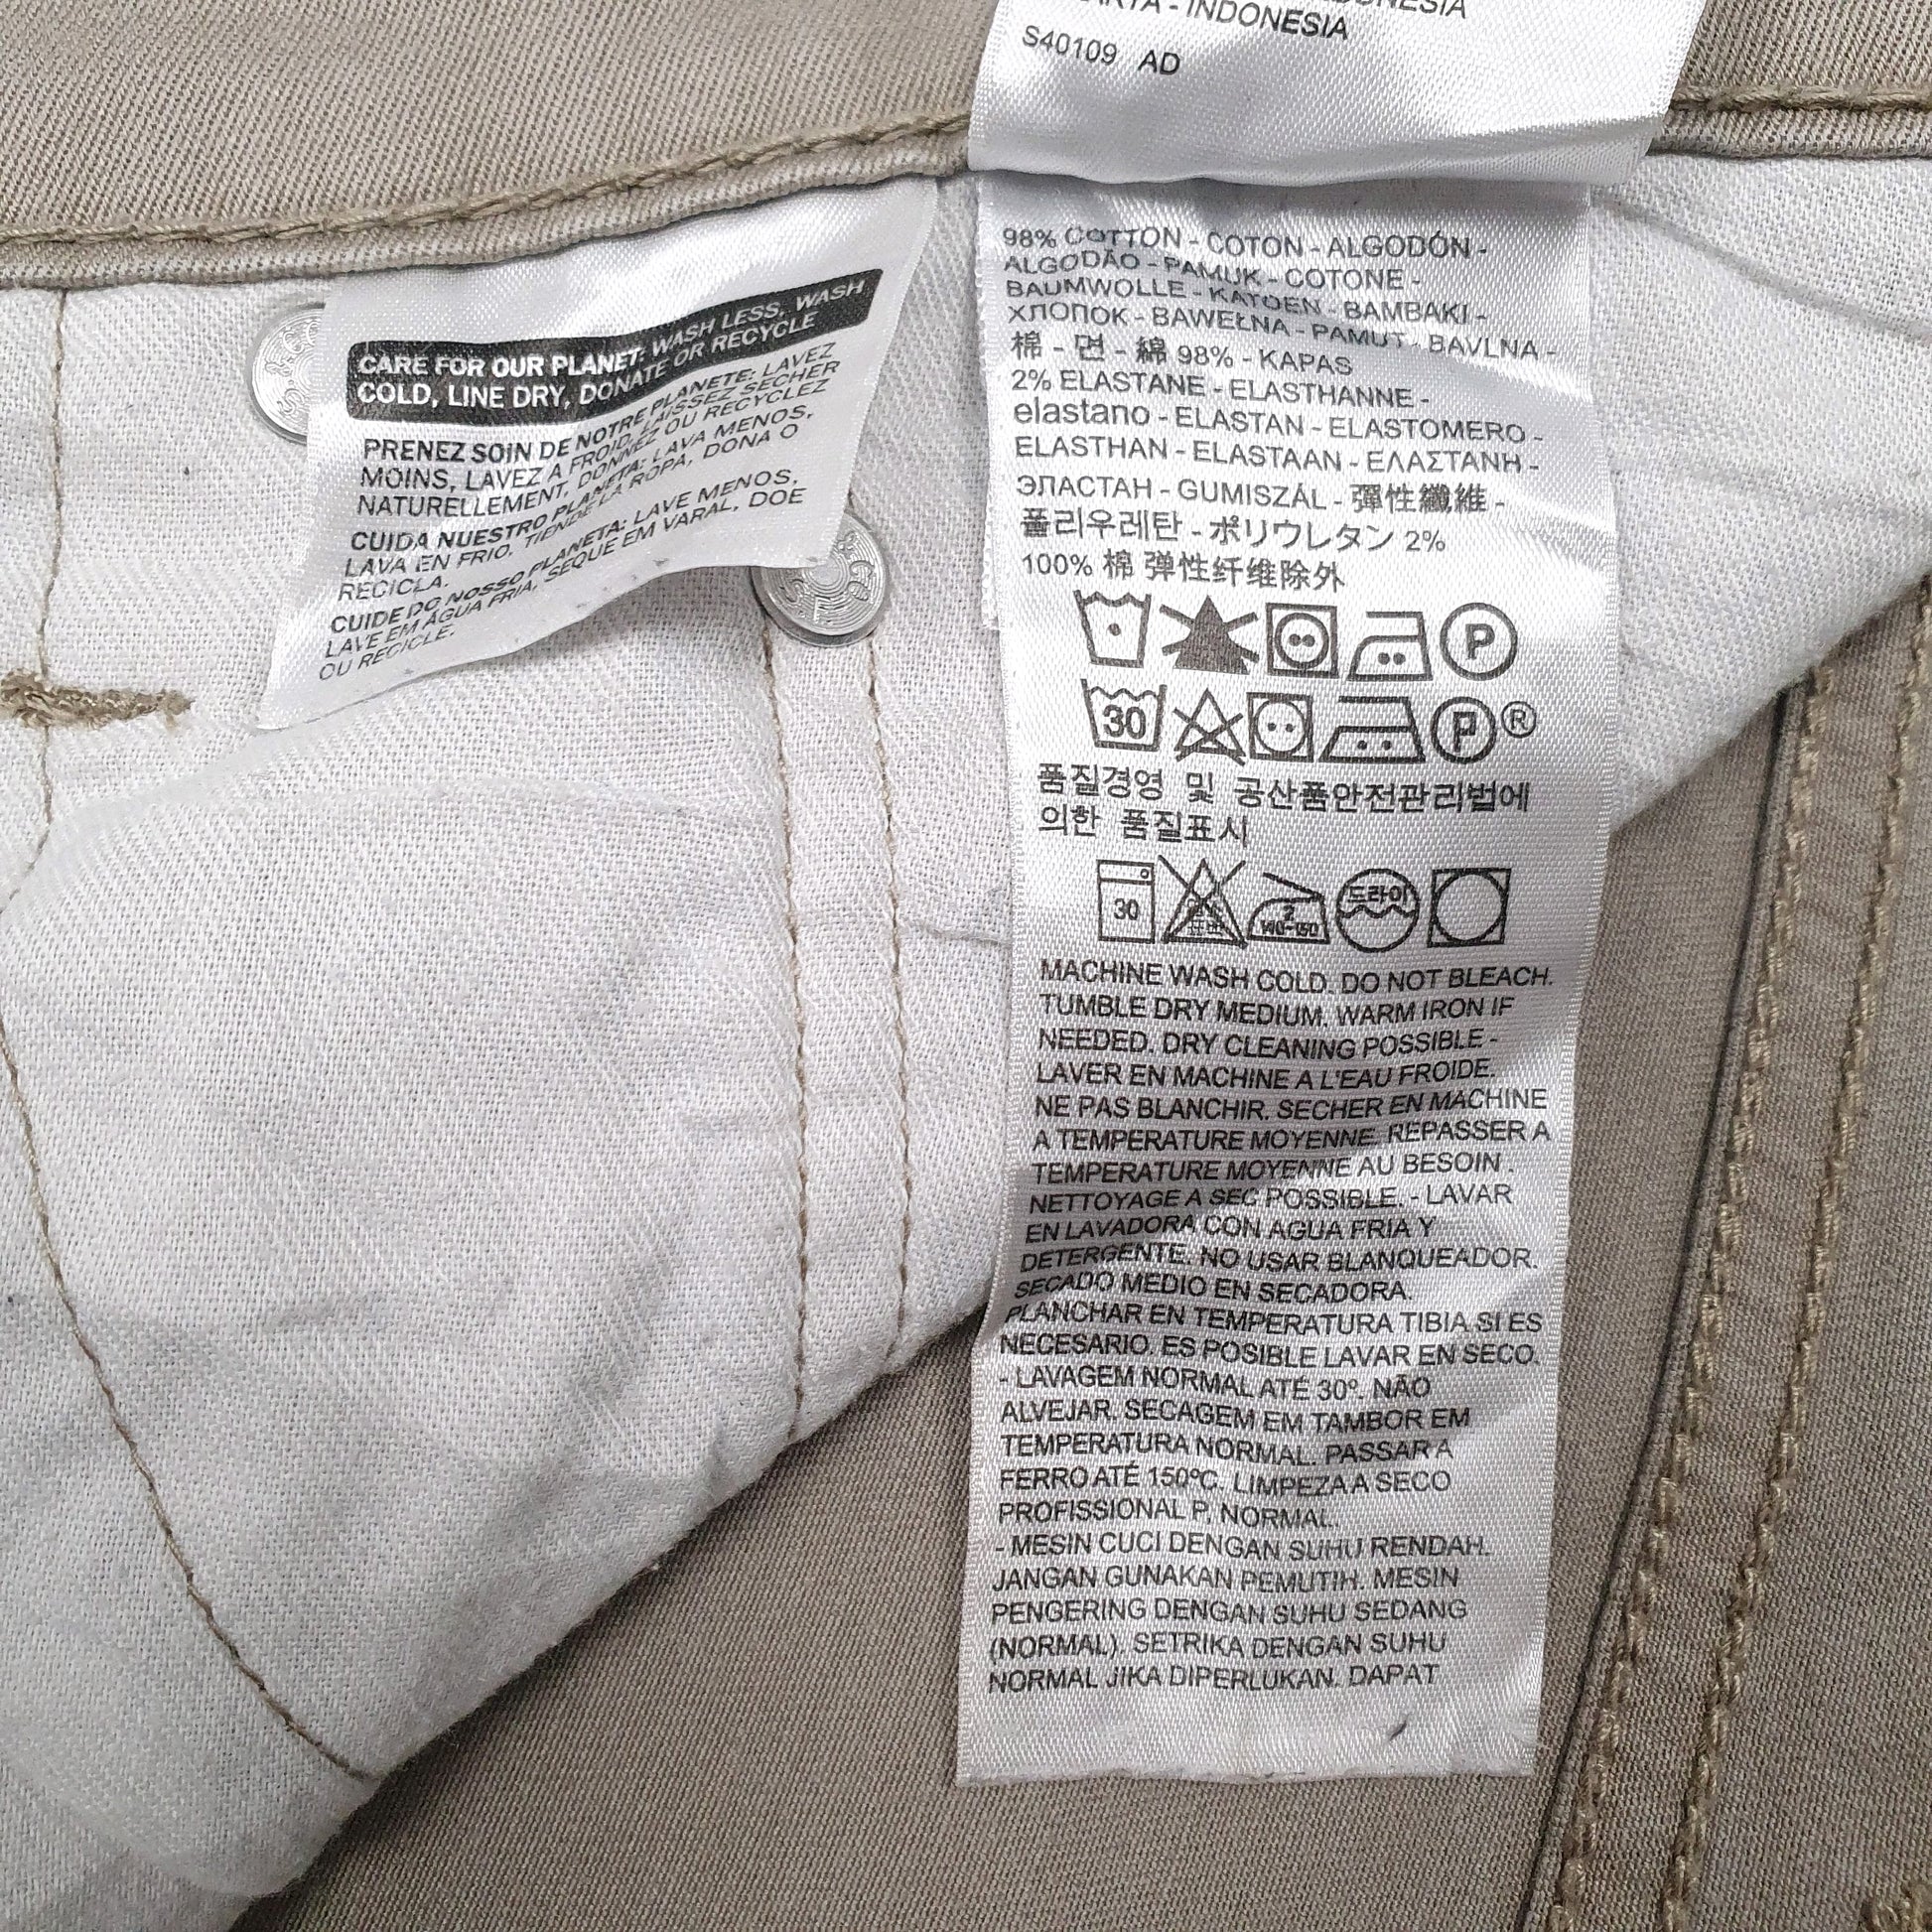 INDONESIA
- INDONESIA
S40109 AD
CARE FOR OUR PLANET: WASH LESS, WASH
COLD, LINE DRY, DONATE OR RECYCLE
PRENEZ SOIN DE NOTRE PLANETE: LAVEZ
MOINS, LAVEZ A FROID, LAISSEZ SECHER
NATURELLEMENT, DONNEZ OU RECYCLEZ
CUIDA NUESTRO PLANETA: LAVA MENOS,
LAVA EN FRIO, TIENDE LA ROPA, DONA O
RECICLA.
CUIDE DO NOSSO PLANETA: LAVE MENOS,
LAVE EM ÁGUA FRIA, SEQUE EM VARAL, DOE
OU RECICLE.
98% COTTON - COTON - ALGODÓN -
ALGODÃO - PAMUK - COTONE -
BAUMWOLLE - KATOEN - BAMBAKI -
ХЛОПОК - BAWEŁNA - PAMUT - BAVLNA -
棉 - 면 - 綿 98% - KAPAS
2% ELASTANE - ELASTHANNE -
elastano - ELASTAN - ELASTOMERO -
ELASTHAN - ELASTAAN - ΕΛΑΣΤΑΝΗ -
ЭЛАСТАН - GUMISZÁL - 彈性纖維 -
폴리우레탄 - ポリウレタン 2%
100% 棉 弹性纤维除外
P
30 P ®
품질경영 및 공산품안전관리법에
의한 품질표시
30 2 140-150 드라이
MACHINE WASH COLD. DO NOT BLEACH.
TUMBLE DRY MEDIUM. WARM IRON IF
NEEDED. DRY CLEANING POSSIBLE -
LAVER EN MACHINE A L'EAU FROIDE.
NE PAS BLANCHIR. SECHER EN MACHINE
A TEMPERATURE MOYENNE. REPASSER A
TEMPERATURE MOYENNE AU BESOIN .
NETTOYAGE A SEC POSSIBLE. - LAVAR
EN LAVADORA CON AGUA FRIA Y
DETERGENTE. NO USAR BLANQUEADOR.
SECADO MEDIO EN SECADORA.
PLANCHAR EN TEMPERATURA TIBIA SI ES
NECESARIO. ES POSIBLE LAVAR EN SECO.
- LAVAGEM NORMAL ATÉ 30º. NÃO
ALVEJAR. SECAGEM EM TAMBOR EM
TEMPERATURA NORMAL. PASSAR A
FERRO ATÉ 150ºC. LIMPEZA A SECO
PROFISSIONAL P, NORMAL.
- MESIN CUCI DENGAN SUHU RENDAH.
JANGAN GUNAKAN PEMUTIH. MESIN
PENGERING DENGAN SUHU SEDANG
(NORMAL). SETRIKA DENGAN SUHU
NORMAL JIKA DIPERLUKAN. DAPAT